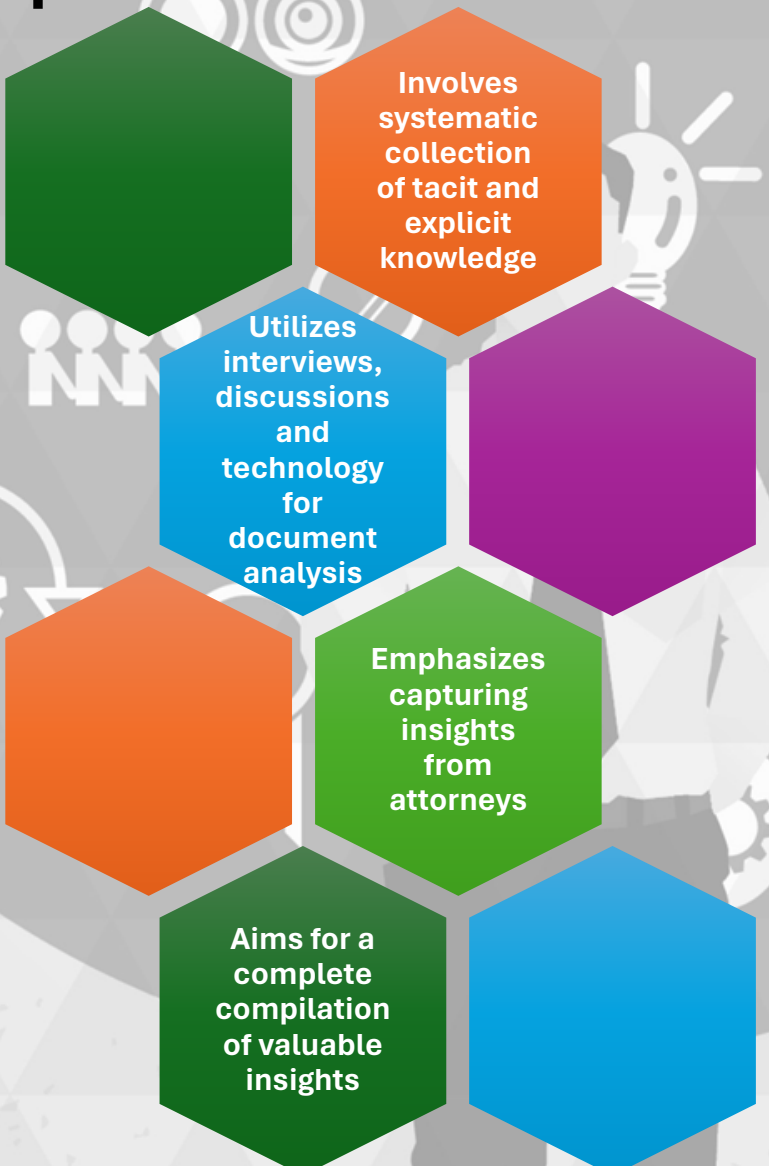 Involves
systematic
collection
of tacit and
explicit
knowledge
Utilizes
interviews,
discussions
and
technology
for
document
analysis
Emphasizes
capturing
insights
from
attorneys
Aims for a
complete
compilation
of valuable
insights